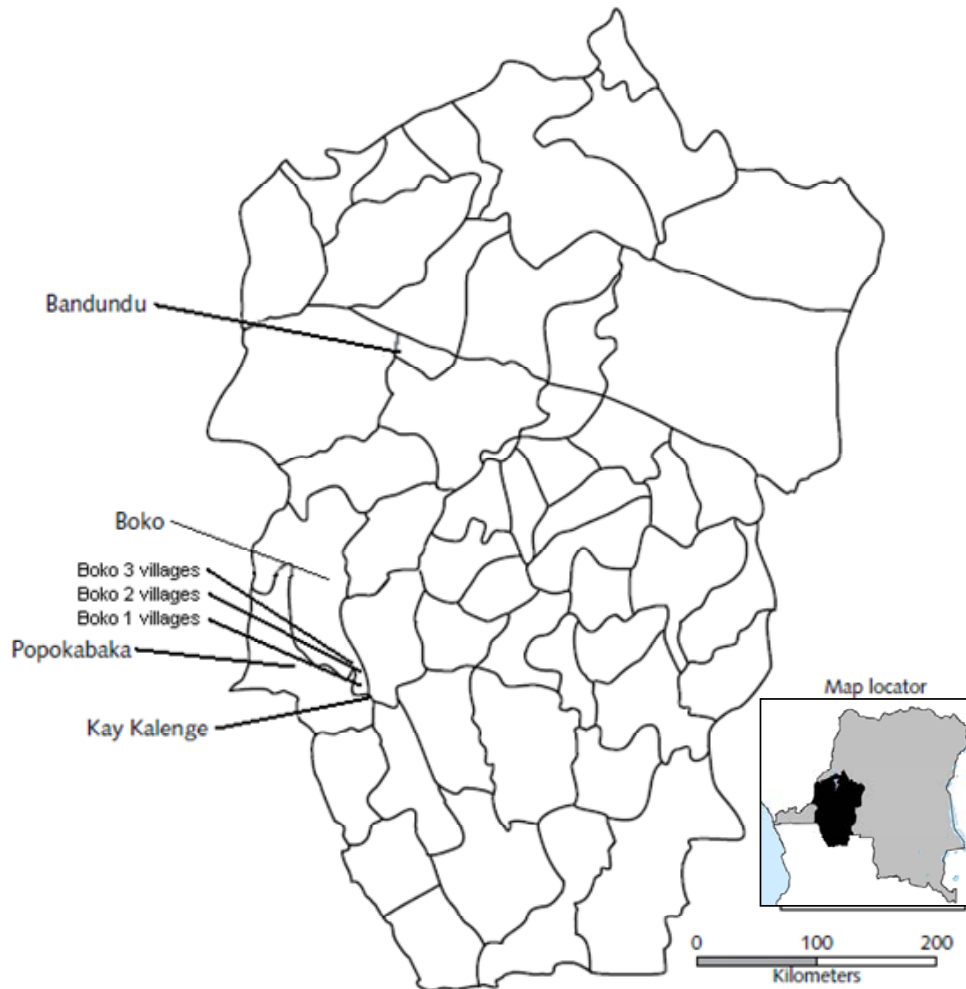 Bandundu
Boko
Boko 3 villages
Boko 2 villages
Boko 1 villages
Popokabaka
Kay Kalenge
Map locator
0 100 200
Kilometers